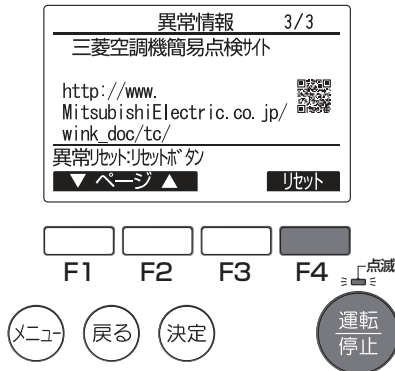 異常情報 3/3
三菱空調機簡易点検サイト
http://www.
MitsubishiElectric.co.jp/
wink_doc/tc/
異常リセット:リセットボタン
▼ ページ ▲ リセット
F1 F2 F3 F4 点滅
メニュー 戻る 決定 運転
停止